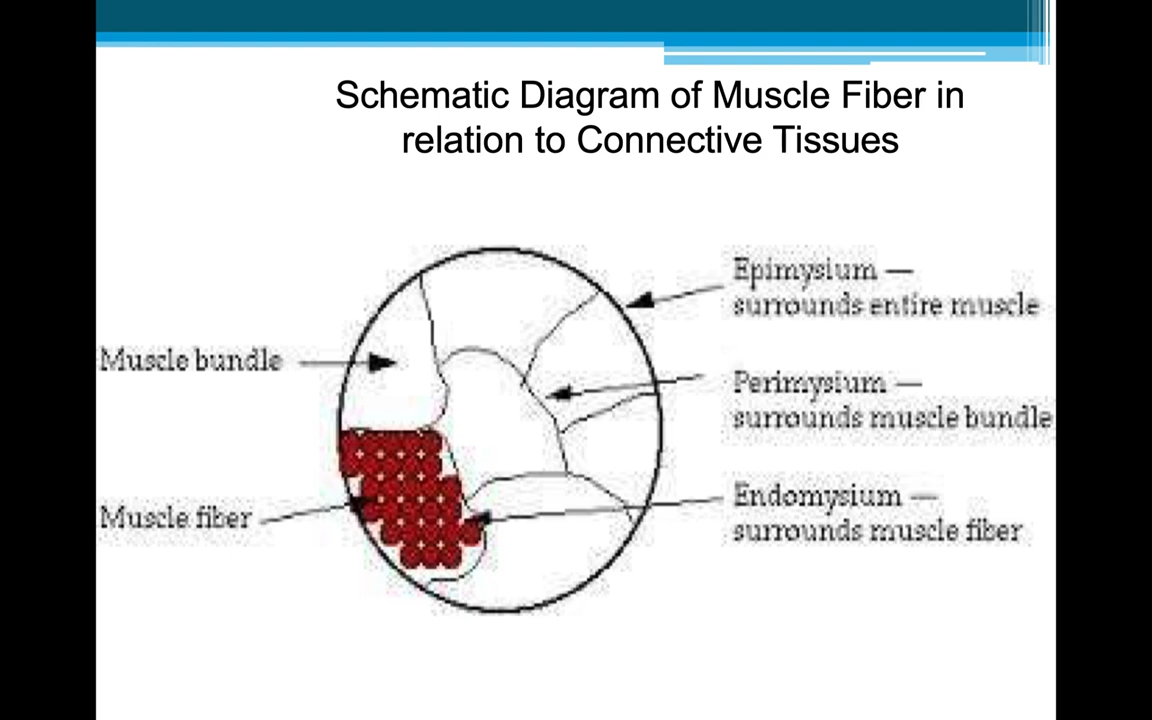 Schematic Diagram of Muscle Fiber in
relation to Connective Tissues
Epimysium —
surrounds entire muscle
Muscle bundle
Perimysium —
surrounds muscle bundle
Muscle fiber
Endomysium —
surrounds muscle fiber